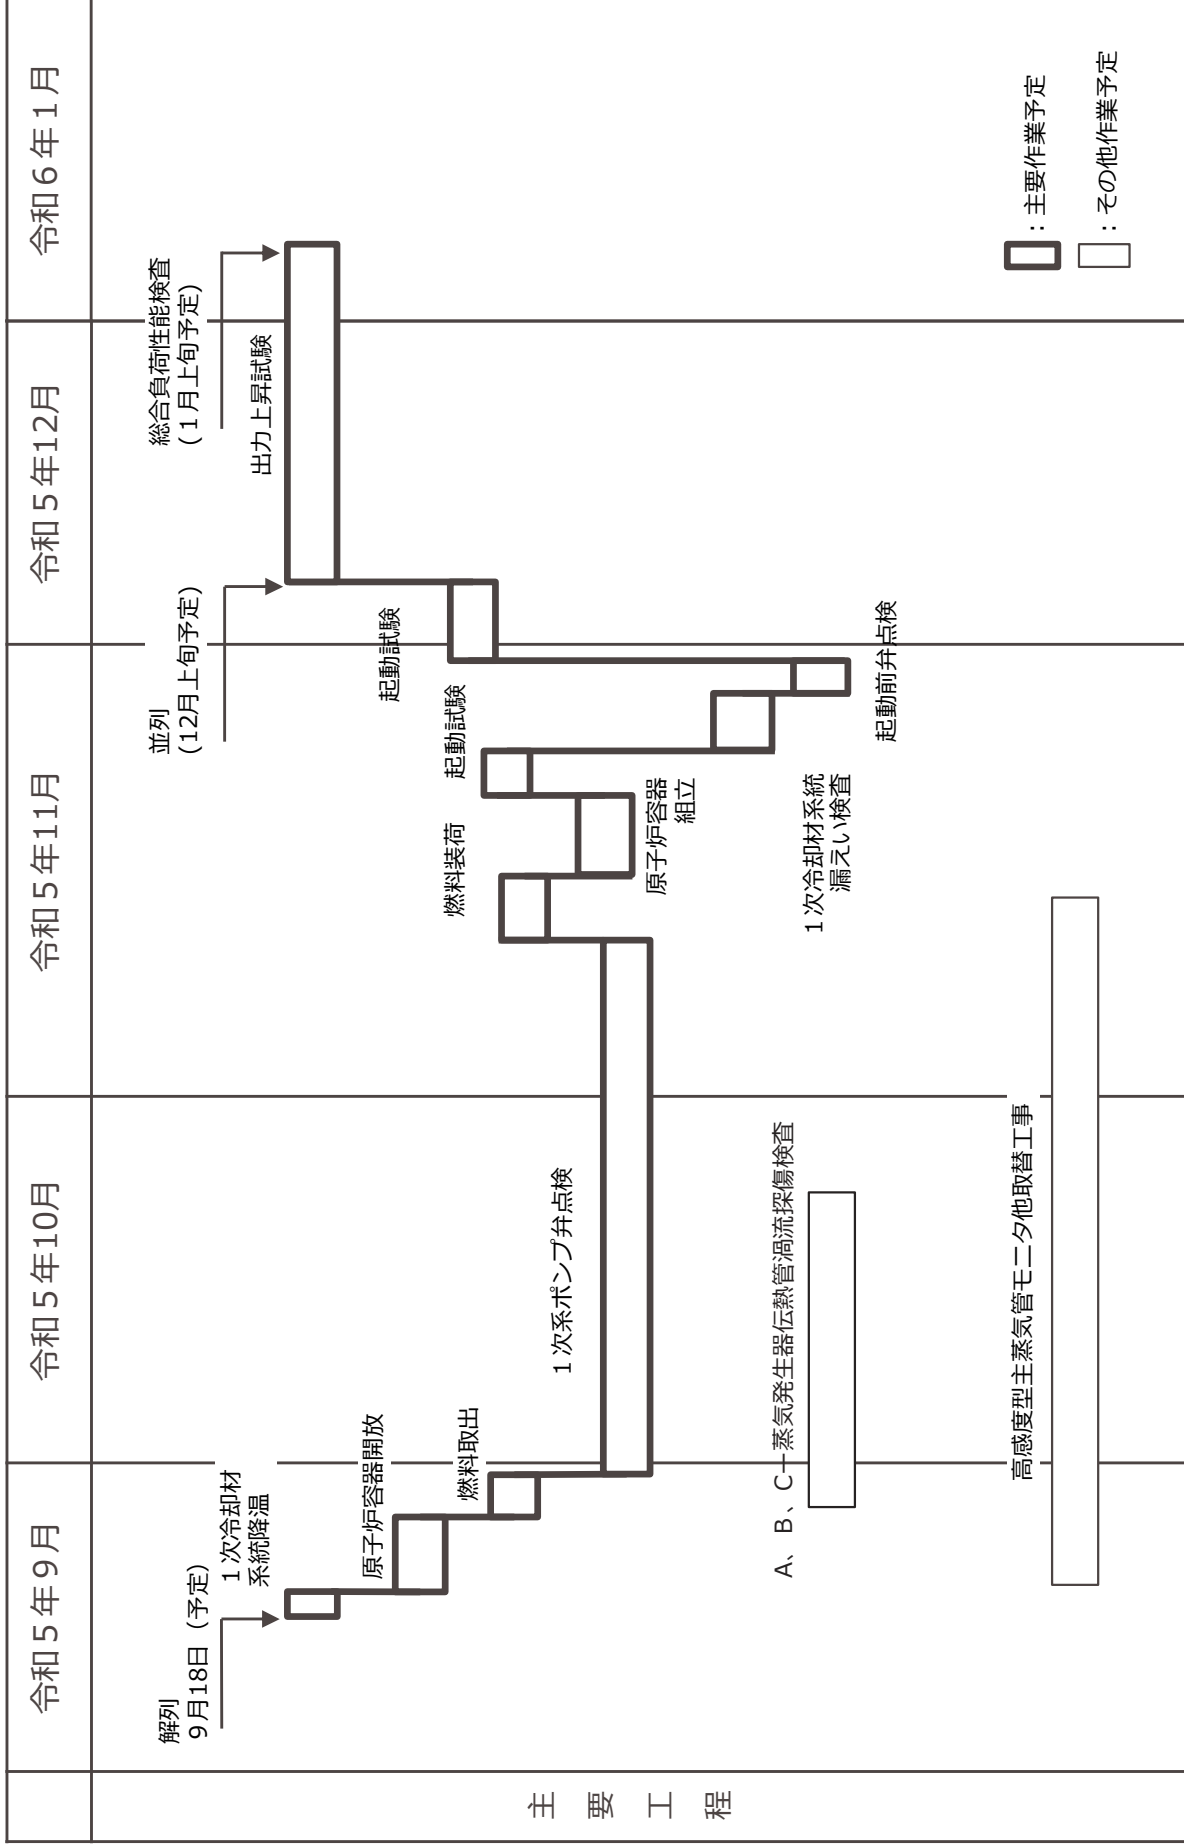 令和5年9月
令和5年10月
令和5年11月
令和5年12月
令和6年1月
主要工程
解列
9月18日（予定）
1次冷却材
系統降温
原子炉容器開放
燃料取出
1次系ポンプ弁点検
A、B、C－蒸気発生器伝熱管渦流探傷検査
高感度型主蒸気管モニタ他取替工事
燃料装荷
原子炉容器
組立
起動試験
1次冷却材系統
漏えい検査
起動前弁点検
起動試験
並列
（12月上旬予定）
出力上昇試験
総合負荷性能検査
（1月上旬予定）
：主要作業予定
：その他作業予定